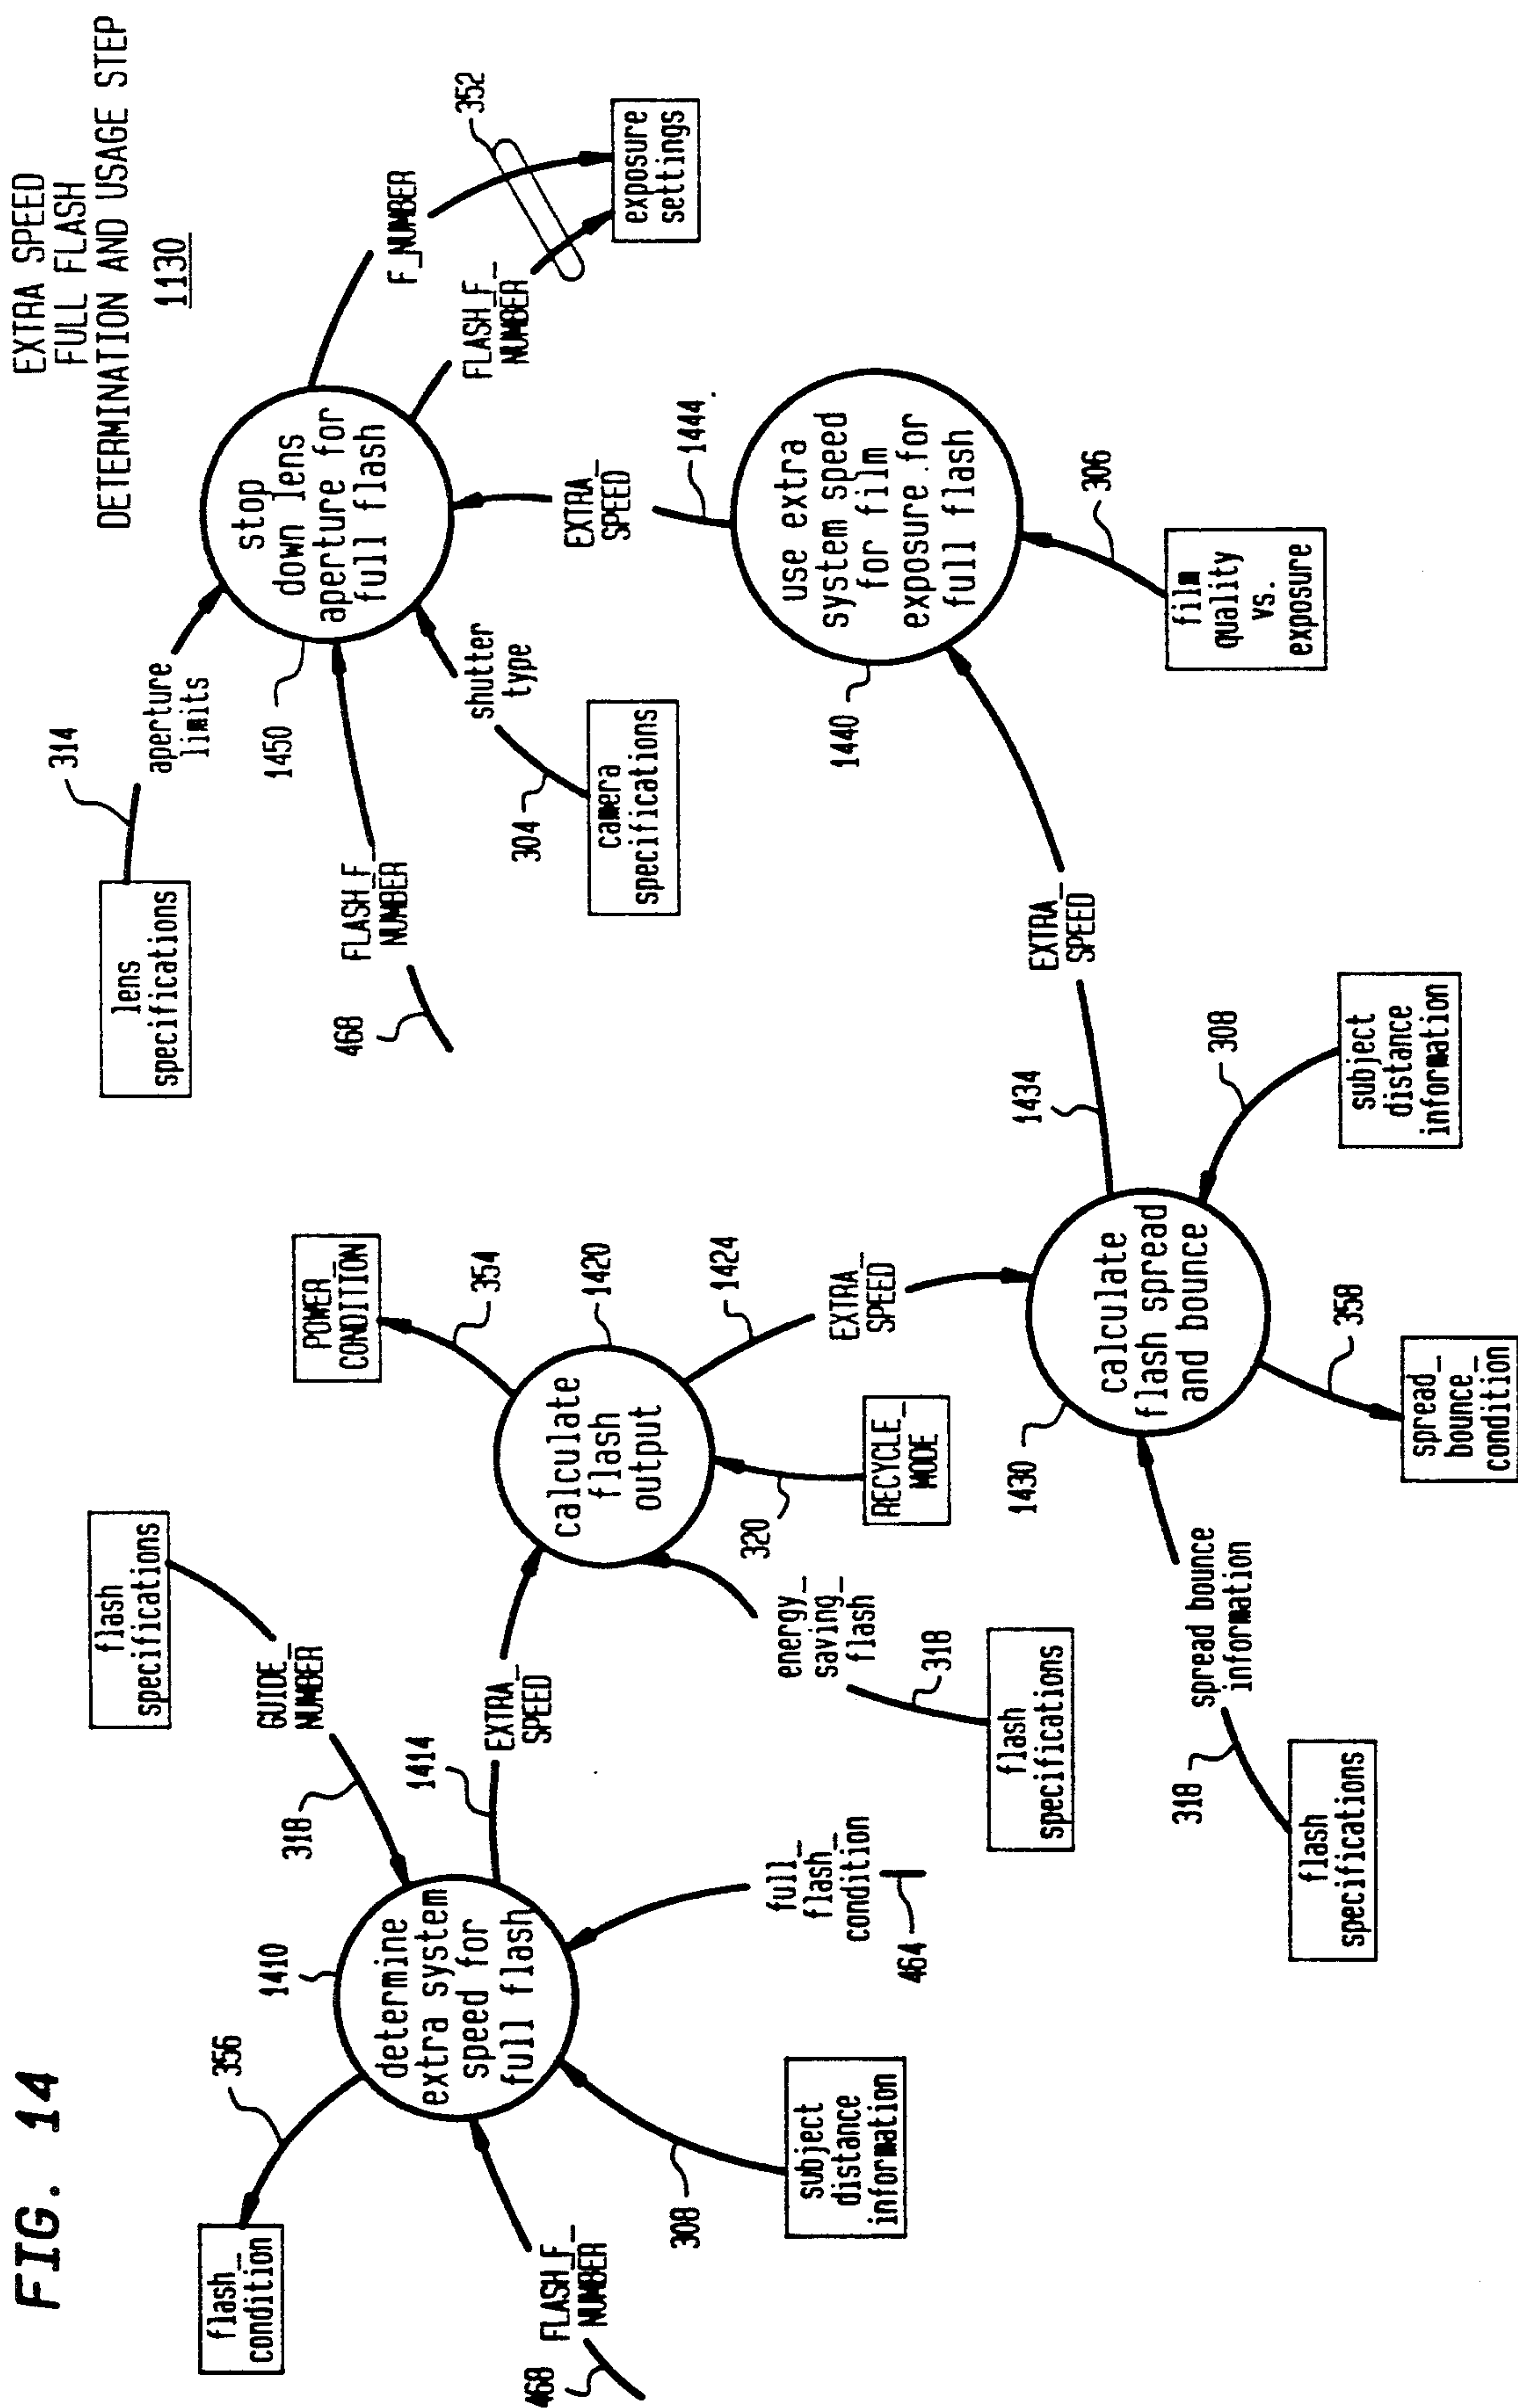 FIG. 14
EXTRA SPEED
FULL FLASH
DETERMINATION AND USAGE STEP
1130
flash_
condition
356
1410
determine
extra system
speed for
full flash
FLASH_F_
NUMBER
468
308
subject
distance
information
full_
flash_
condition
464
flash
specifications
GUIDE_
NUMBER
318
1414
EXTRA_
SPEED
POWER_
CONDITION
354
1420
calculate
flash
output
320
RECYCLE_
MODE
energy_
saving_
flash
318
flash
specifications
1424
EXTRA_
SPEED
1430
calculate
flash spread
and bounce
spread bounce
information
318
flash
specifications
358
spread_
bounce_
condition
308
subject
distance
information
1434
EXTRA_
SPEED
1440
use extra
system speed
for film
exposure.for
full flash
306
film
quality
vs.
exposure
1444
EXTRA_
SPEED
lens
specifications
314
aperture
limits
1450
stop
down lens
aperture for
full flash
FLASH_F_
NUMBER
468
shutter
type
304
camera
specifications
F_NUMBER
FLASH_F_
NUMBER
352
exposure
settings